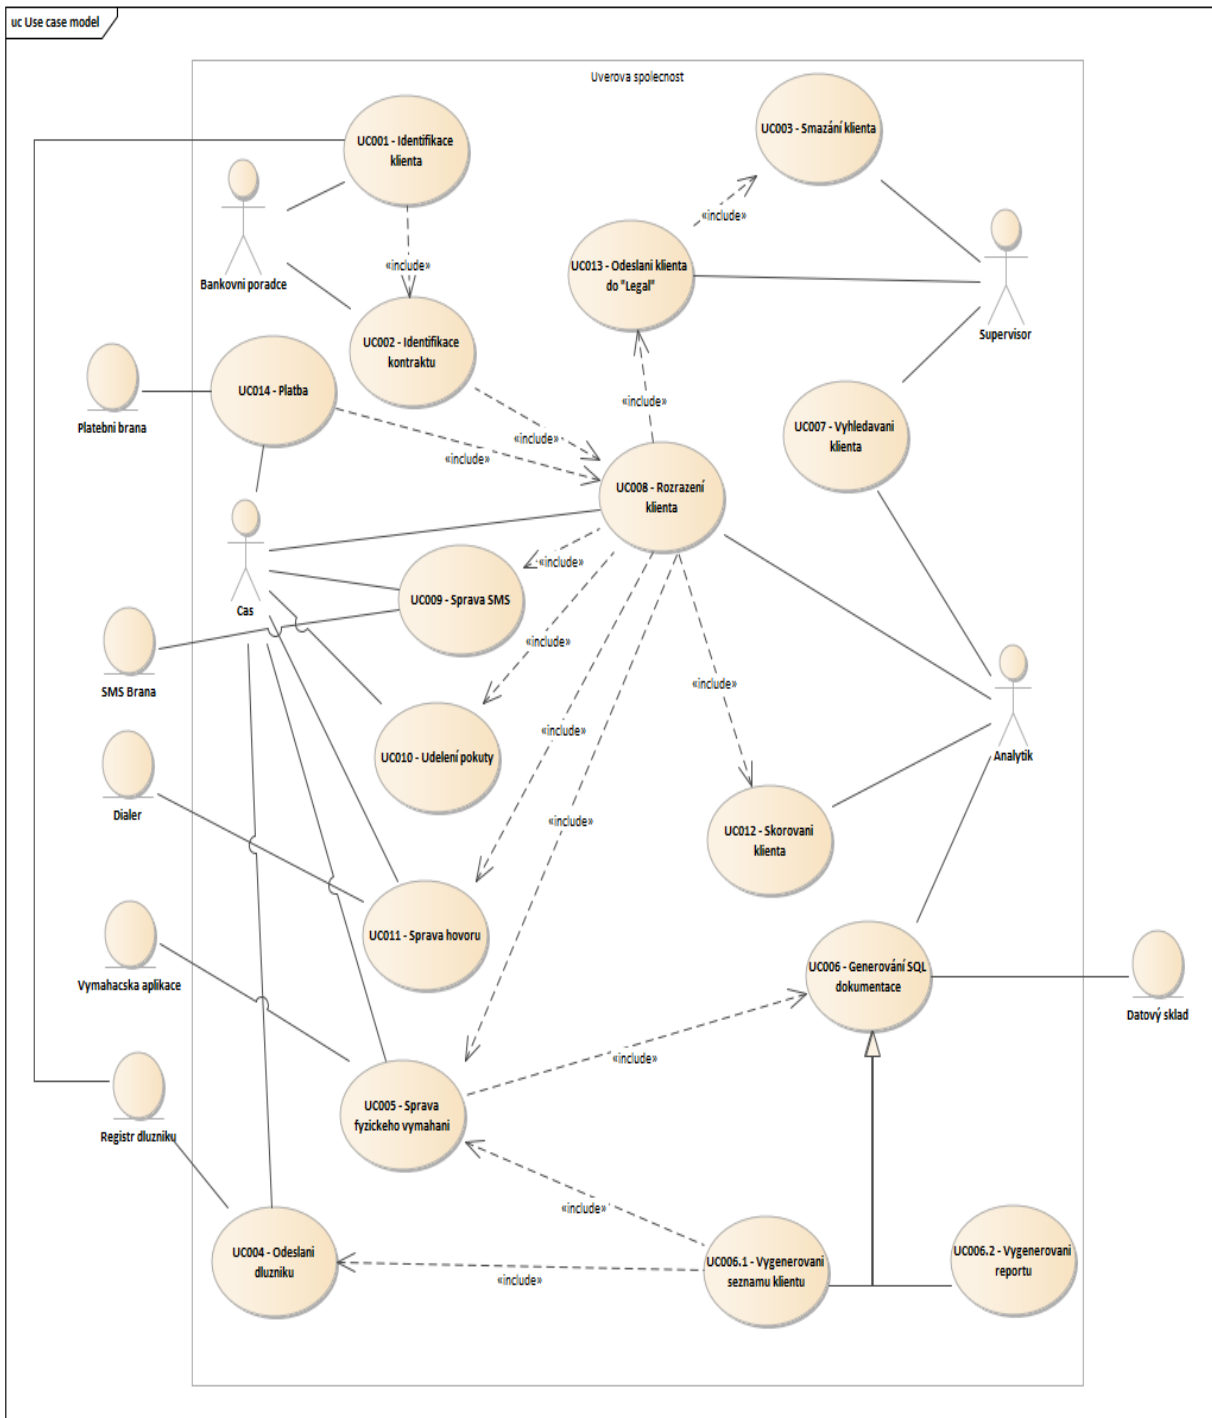 uc Use case model
Uverova spolecnost
UC001 - Identifikace
klienta
UC003 - Smazání klienta
«include»
«include»
UC013 - Odeslani klienta
do "Legal"
Bankovni poradce
UC002 - Identifikace
kontraktu
Supervisor
UC014 - Platba
Platebni brana
«include»
«include»
«include»
UC007 - Vyhledavani
klienta
UC008 - Rozrazení
klienta
«include»
UC009 - Sprava SMS
Cas
«include»
SMS Brana
«include»
«include»
UC010 - Udelení pokuty
Analytik
Dialer
«include»
UC012 - Skorovani
klienta
UC011 - Sprava hovoru
UC006 - Generování SQL
dokumentace
Vymahacska aplikace
Datový sklad
«include»
UC005 - Sprava
fyzickeho vymahani
Registr dluzniku
«include»
UC004 - Odeslani
dluzniku
«include»
UC006.1 - Vygenerovani
seznamu klientu
UC006.2 - Vygenerovani
reportu